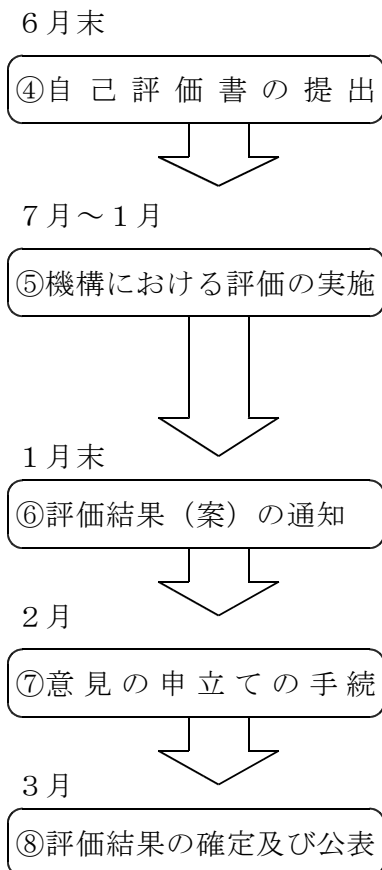 ６月末
④自己評価書の提出
７月～１月
⑤機構における評価の実施
１月末
⑥評価結果（案）の通知
２月
⑦意見の申立ての手続
３月
⑧評価結果の確定及び公表